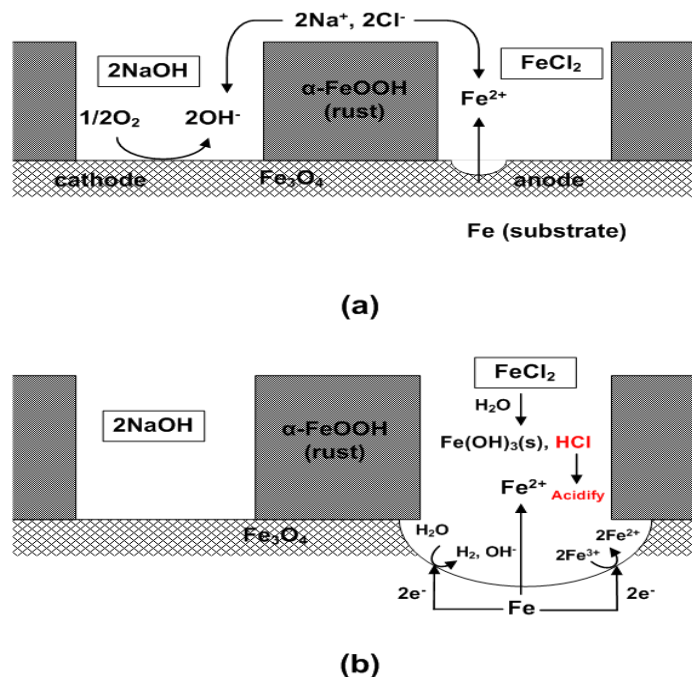 2Na⁺, 2Cl⁻
2NaOH
FeCl₂
α-FeOOH
(rust)
Fe²⁺
1/2O₂
2OH⁻
cathode
Fe₃O₄
anode
Fe (substrate)
(a)
FeCl₂
H₂O
2NaOH
α-FeOOH
(rust)
Fe(OH)₃(s), HCl
Fe²⁺
Acidify
Fe₃O₄
H₂O
H₂, OH⁻
2Fe²⁺
2Fe³⁺
2e⁻
Fe
2e⁻
(b)